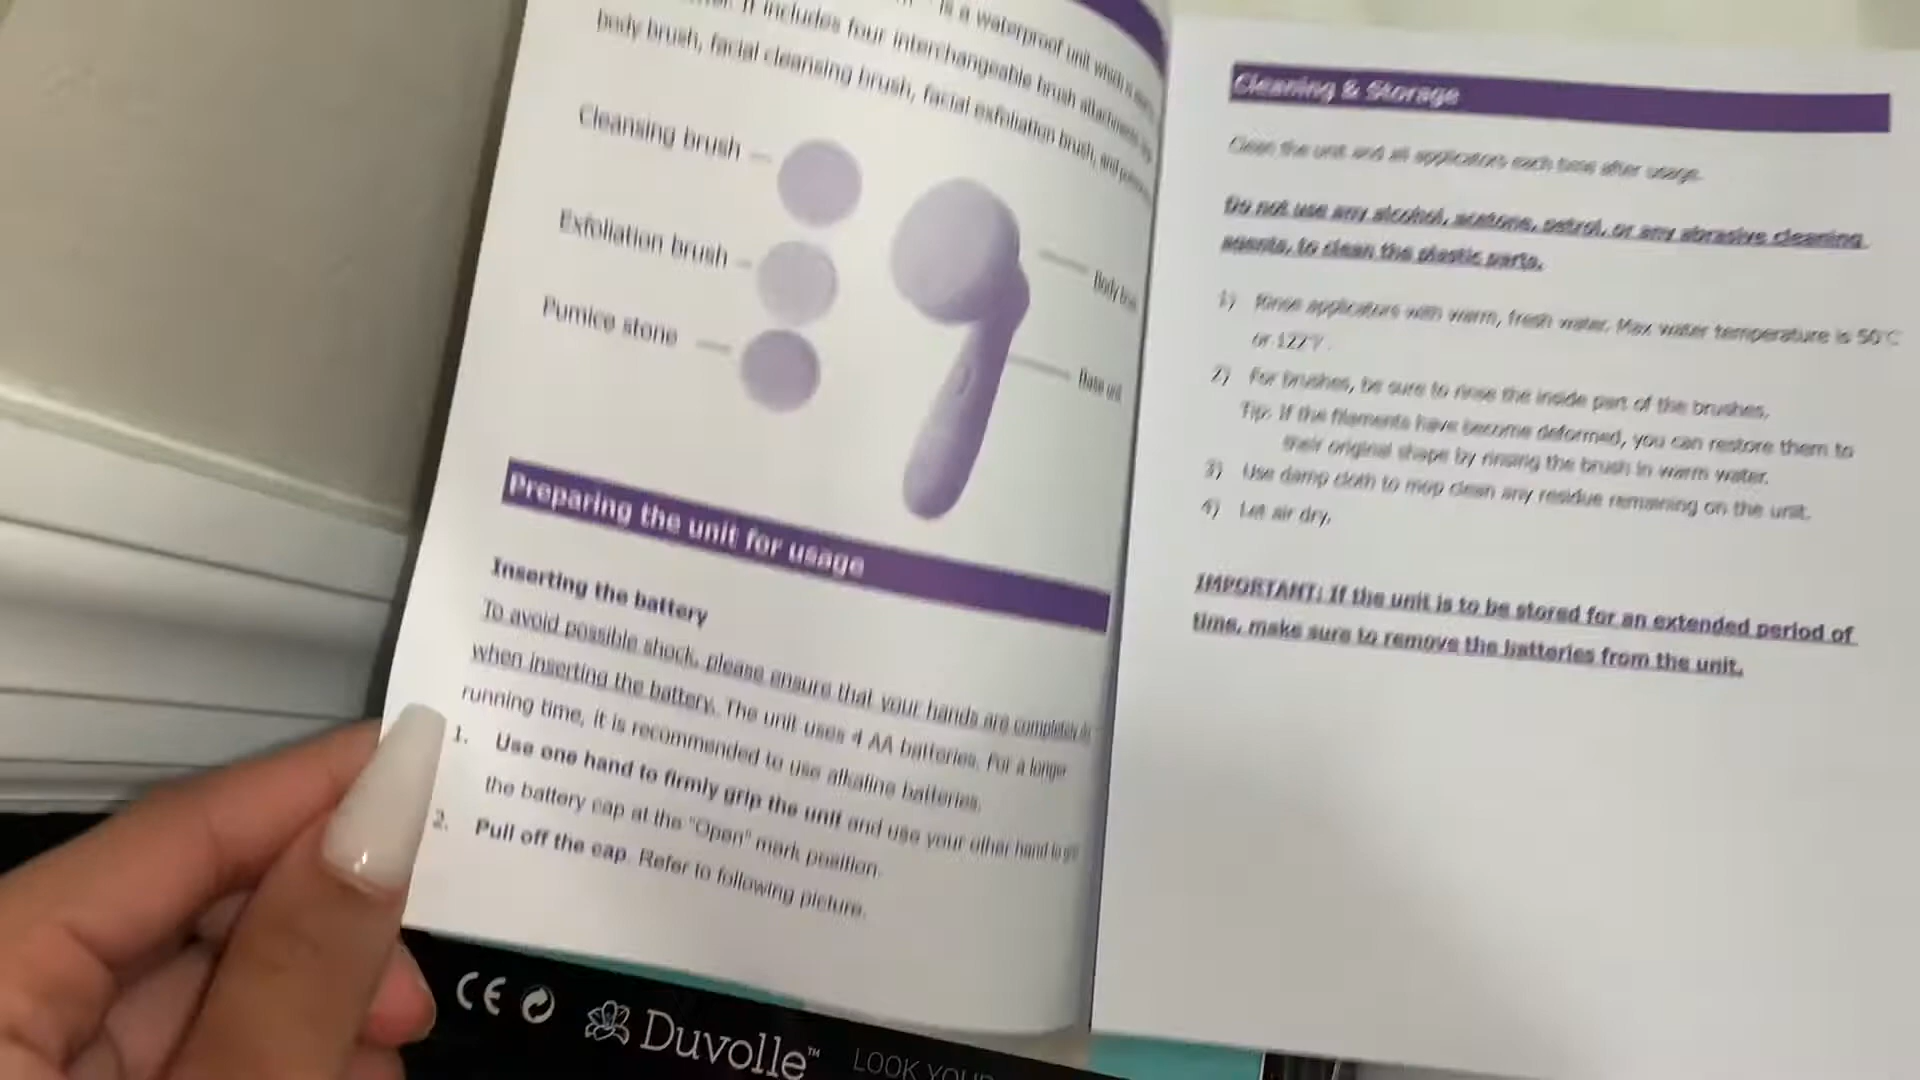 is a waterproof unit which is
It includes four interchangeable brush attachments
body brush, facial cleansing brush, facial exfoliation brush, and
Cleansing brush
Exfoliation brush
Pumice stone
Body
Base unit
Preparing the unit for usage
Inserting the battery
To avoid possible shock, please ensure that your hands are completely
when inserting the battery. The unit uses 4 AA batteries. For a longer
running time, it is recommended to use alkaline batteries.
1. Use one hand to firmly grip the unit and use your other hand to
the battery cap at the "Open" mark position.
2. Pull off the cap. Refer to following picture.
Cleaning & Storage
Clean the unit and all applicators each time after usage.
Do not use any alcohol, acetone, petrol, or any abrasive cleaning
agents, to clean the plastic parts.
1) Rinse applicators with warm, fresh water. Max water temperature is 50°C
or 122°F.
2) For brushes, be sure to rinse the inside part of the brushes.
Tip: If the filaments have become deformed, you can restore them to
their original shape by rinsing the brush in warm water.
3) Use damp cloth to mop clean any residue remaining on the unit.
4) Let air dry.
IMPORTANT: If the unit is to be stored for an extended period of
time, make sure to remove the batteries from the unit.
CE
Duvolle™
LOOK YOUR